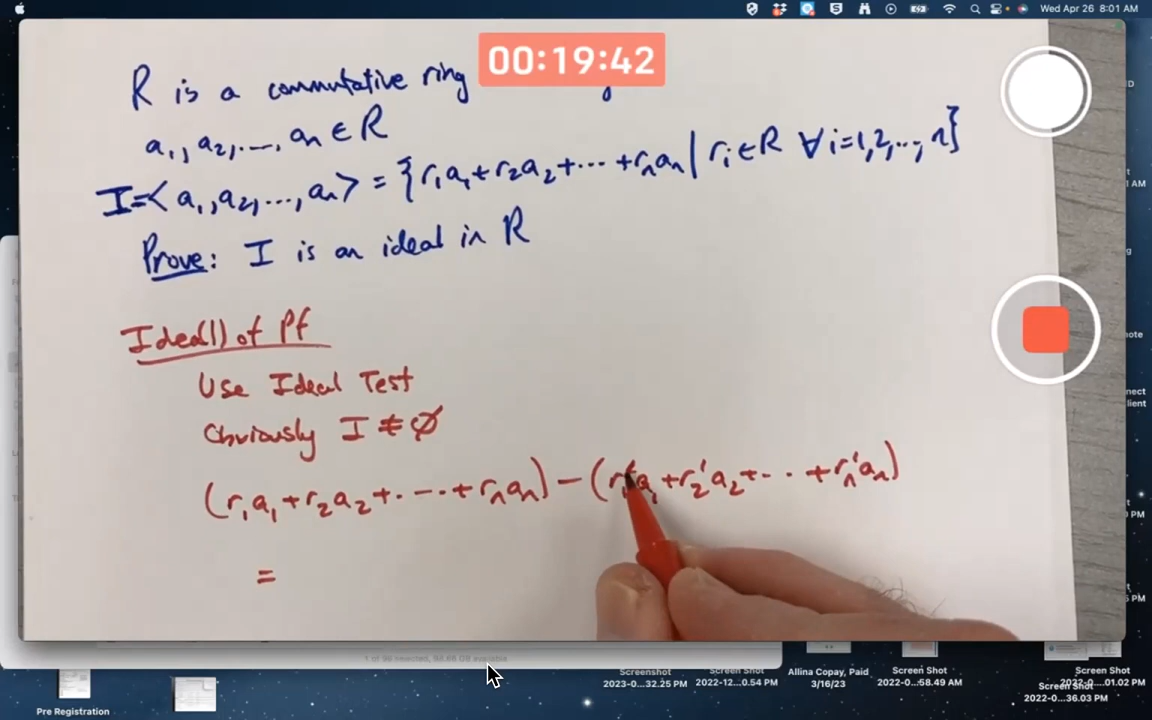 Wed Apr 26 8:01 AM
00:19:42
R is a commutative ring
a₁, a₂, ..., aₙ ∈ R
I = <a₁, a₂, ..., aₙ> = {r₁a₁ + r₂a₂ + ··· + rₙaₙ | rᵢ ∈ R ∀ i = 1, 2, ..., n}
Prove: I is an ideal in R
Idea(l) of Pf
Use Ideal Test
Obviously I ≠ ∅
(r₁a₁ + r₂a₂ + ··· + rₙaₙ) − (r₁'a₁ + r₂'a₂ + ··· + rₙ'aₙ)
=
Screenshot
2023-0...32.25 PM
Screenshot
2022-12...0.54 PM
Allina Copay, Paid
3/16/23
Screen Shot
2022-0...58.49 AM
Screen Shot
2022-0....01.02 PM
Screen Shot
2022-0...36.03 PM
Pre Registration